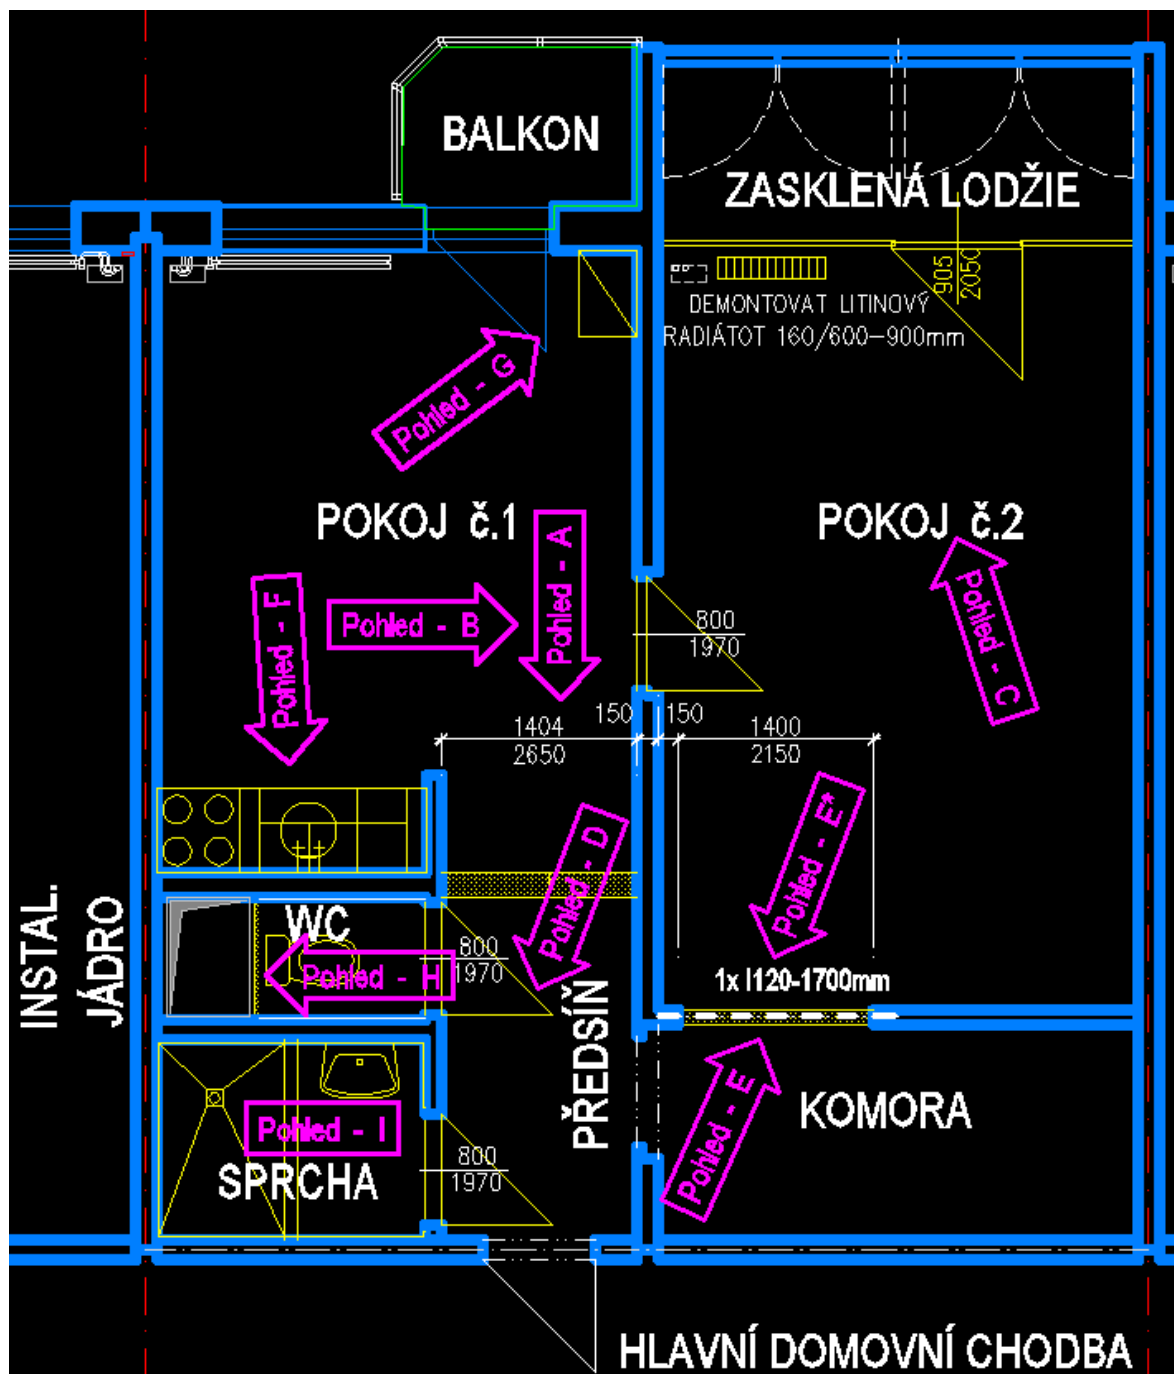 BALKON
ZASKLENÁ LODŽIE
905
2050
DEMONTOVAT LITINOVÝ
RADIÁTOT 160/600-900mm
Pohled - G
POKOJ č.1
POKOJ č.2
Pohled - A
Pohled - F
Pohled - B
Pohled - C
800
1970
150
150
1404
2650
1400
2150
Pohled - E*
Pohled - D
INSTAL.
JÁDRO
WC
800
1970
Pohled - H
1x I120-1700mm
PŘEDSÍŇ
KOMORA
Pohled - E
Pohled - I
SPRCHA
800
1970
HLAVNÍ DOMOVNÍ CHODBA